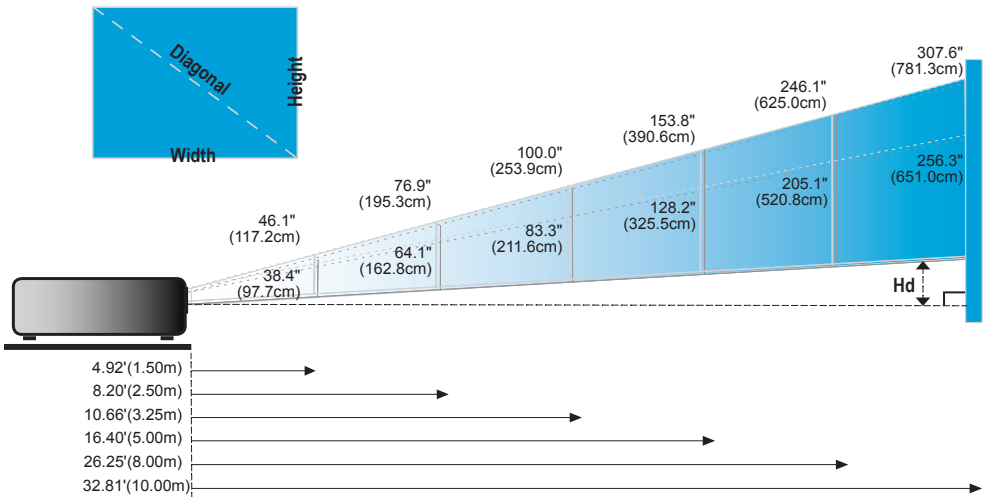 Diagonal
Height
Width
307.6"
(781.3cm)
246.1"
(625.0cm)
153.8"
(390.6cm)
100.0"
(253.9cm)
76.9"
(195.3cm)
46.1"
(117.2cm)
256.3"
(651.0cm)
205.1"
(520.8cm)
128.2"
(325.5cm)
83.3"
(211.6cm)
64.1"
(162.8cm)
38.4"
(97.7cm)
Hd
4.92'(1.50m)
8.20'(2.50m)
10.66'(3.25m)
16.40'(5.00m)
26.25'(8.00m)
32.81'(10.00m)